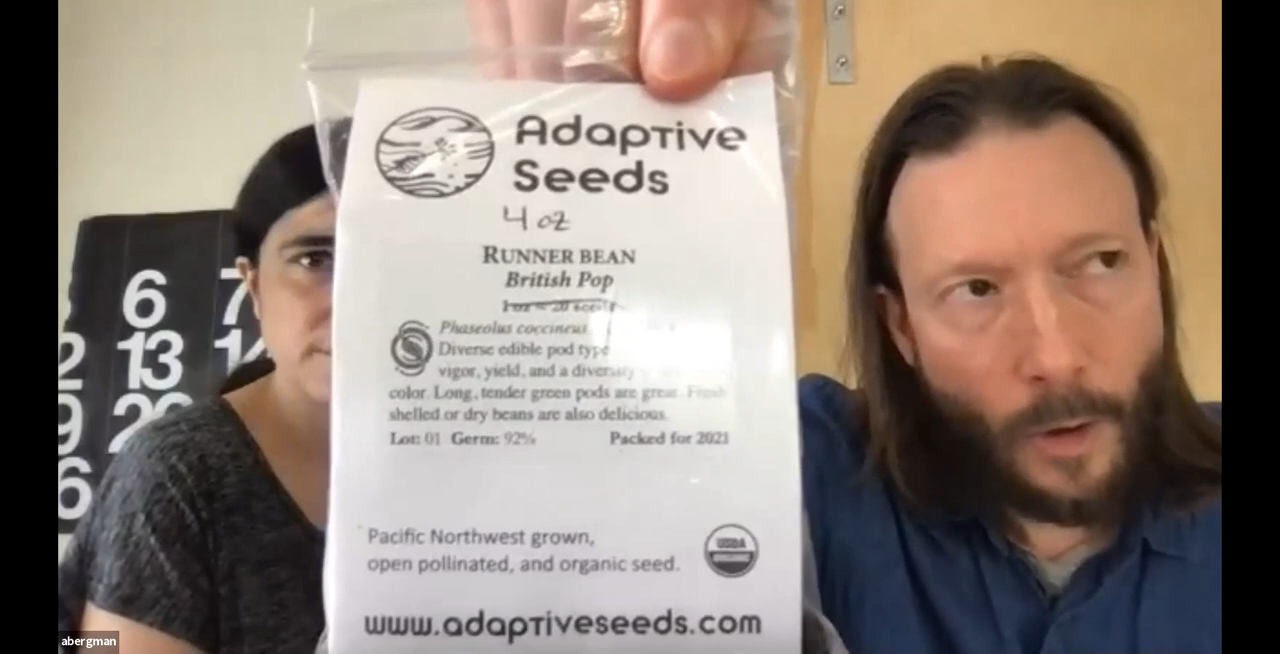 Adaptive
Seeds
4 oz
RUNNER BEAN
British Pop
Phaseolus coccineus
Diverse edible pod type
vigor, yield, and a diversity
color. Long, tender green pods are great. Fresh
shelled or dry beans are also delicious.
Lot: 01 Germ: 92% Packed for 2021
Pacific Northwest grown,
open pollinated, and organic seed.
USDA
ORGANIC
www.adaptiveseeds.com
6 7
2 13 14
9 20
6
abergman